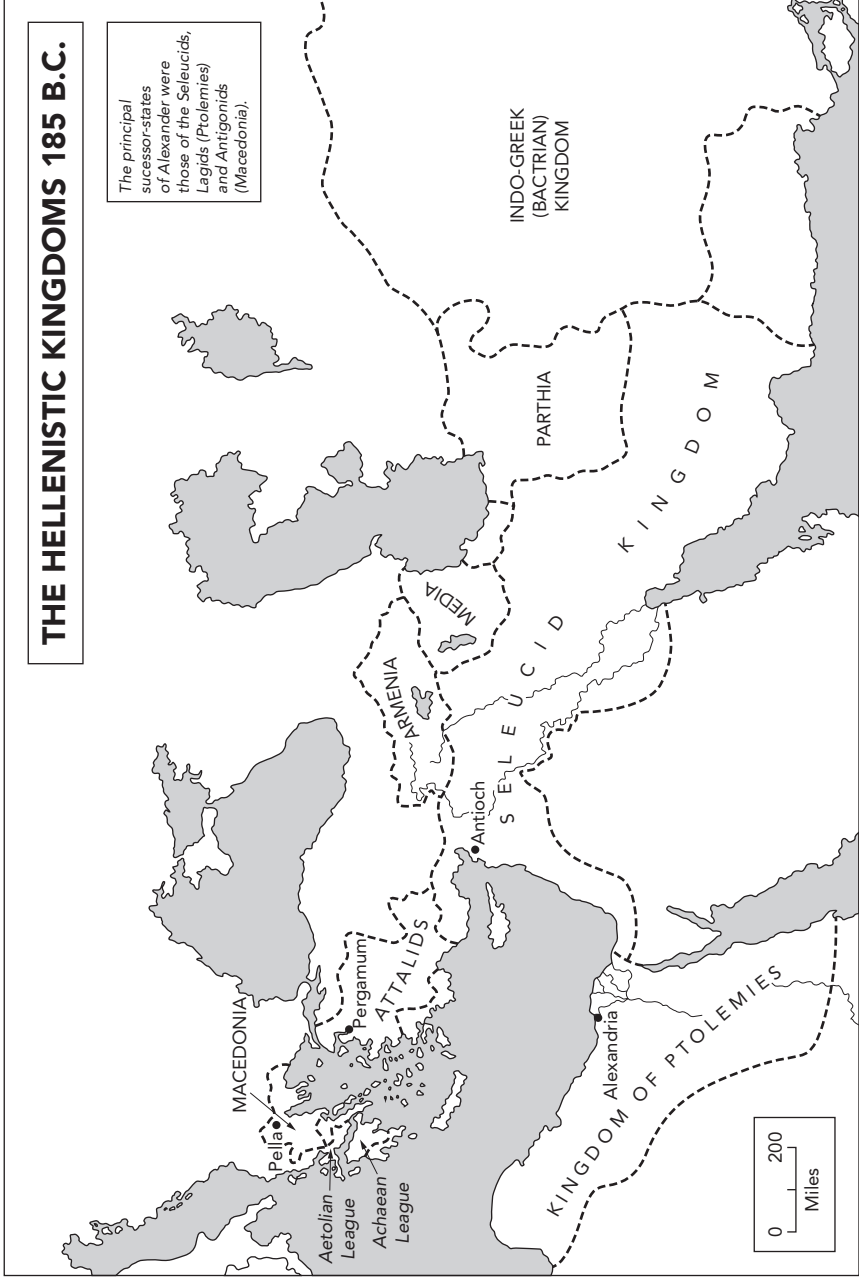 THE HELLENISTIC KINGDOMS 185 B.C.
The principal
sucessor-states
of Alexander were
those of the Seleucids,
Lagids (Ptolemies)
and Antigonids
(Macedonia).
MACEDONIA
Pella
Aetolian
League
Achaean
League
Pergamum
ATTALIDS
ARMENIA
MEDIA
PARTHIA
INDO-GREEK
(BACTRIAN)
KINGDOM
Antioch
SELEUCID KINGDOM
Alexandria
KINGDOM OF PTOLEMIES
0 200
Miles